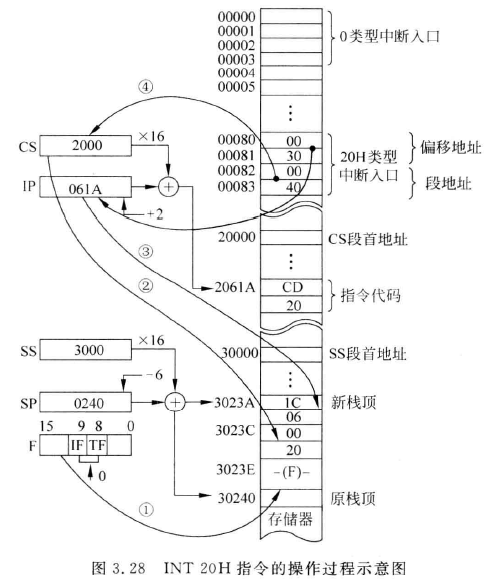 00000
00001
00002
00003
00004
00005
0类型中断入口
④
CS 2000 ×16
IP 061A +
+2
00080 00
00081 30
00082 00
00083 40
20H类型
中断入口
偏移地址
段地址
③
②
20000 CS段首地址
2061A CD
20
指令代码
SS 3000 ×16
30000 SS段首地址
-6
SP 0240 +
3023A 1C 新栈顶
06
3023C 00
20
3023E -(F)-
30240 原栈顶
15 9 8 0
F IF TF
0
①
存储器
图 3.28 INT 20H 指令的操作过程示意图